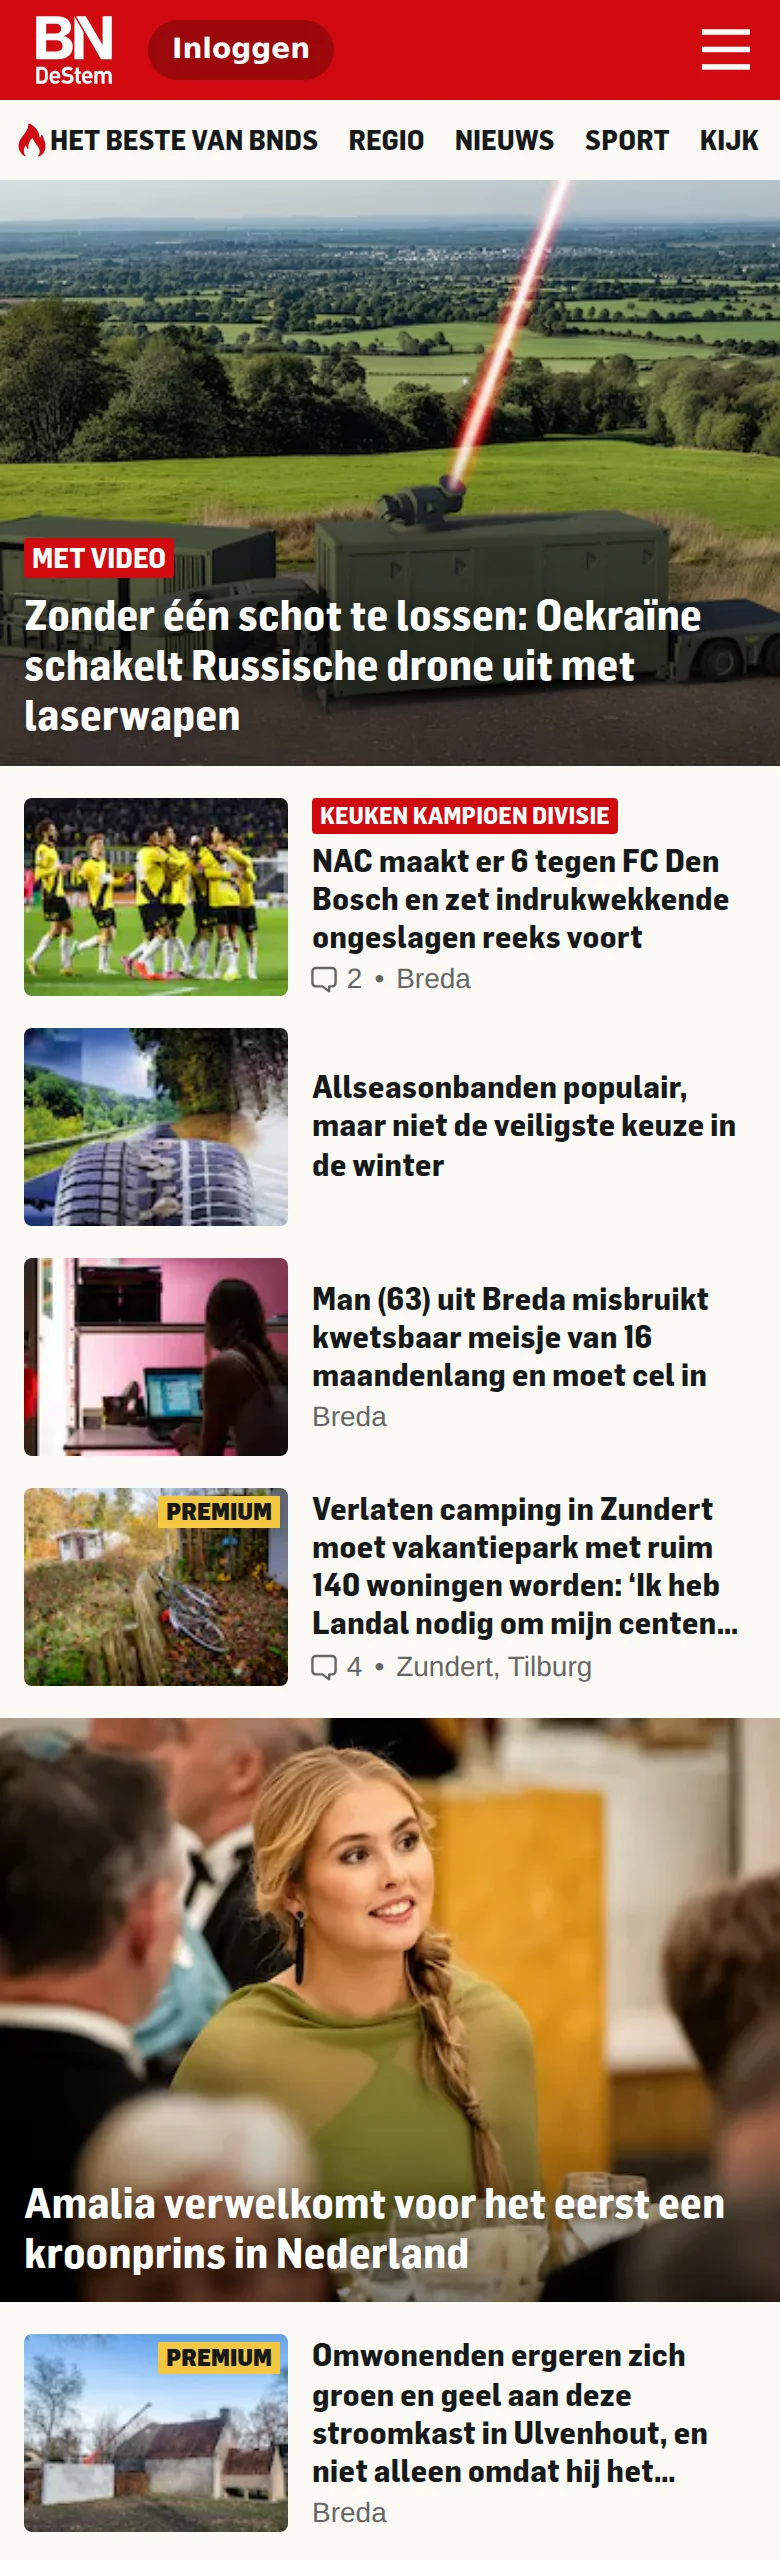 BN
DeStem
Inloggen
HET BESTE VAN BNDS REGIO NIEUWS SPORT KIJK
MET VIDEO
Zonder één schot te lossen: Oekraïne
schakelt Russische drone uit met
laserwapen
KEUKEN KAMPIOEN DIVISIE
NAC maakt er 6 tegen FC Den
Bosch en zet indrukwekkende
ongeslagen reeks voort
2 • Breda
Allseasonbanden populair,
maar niet de veiligste keuze in
de winter
Man (63) uit Breda misbruikt
kwetsbaar meisje van 16
maandenlang en moet cel in
Breda
PREMIUM
Verlaten camping in Zundert
moet vakantiepark met ruim
140 woningen worden: ‘Ik heb
Landal nodig om mijn centen...
4 • Zundert, Tilburg
Amalia verwelkomt voor het eerst een
kroonprins in Nederland
PREMIUM
Omwonenden ergeren zich
groen en geel aan deze
stroomkast in Ulvenhout, en
niet alleen omdat hij het...
Breda